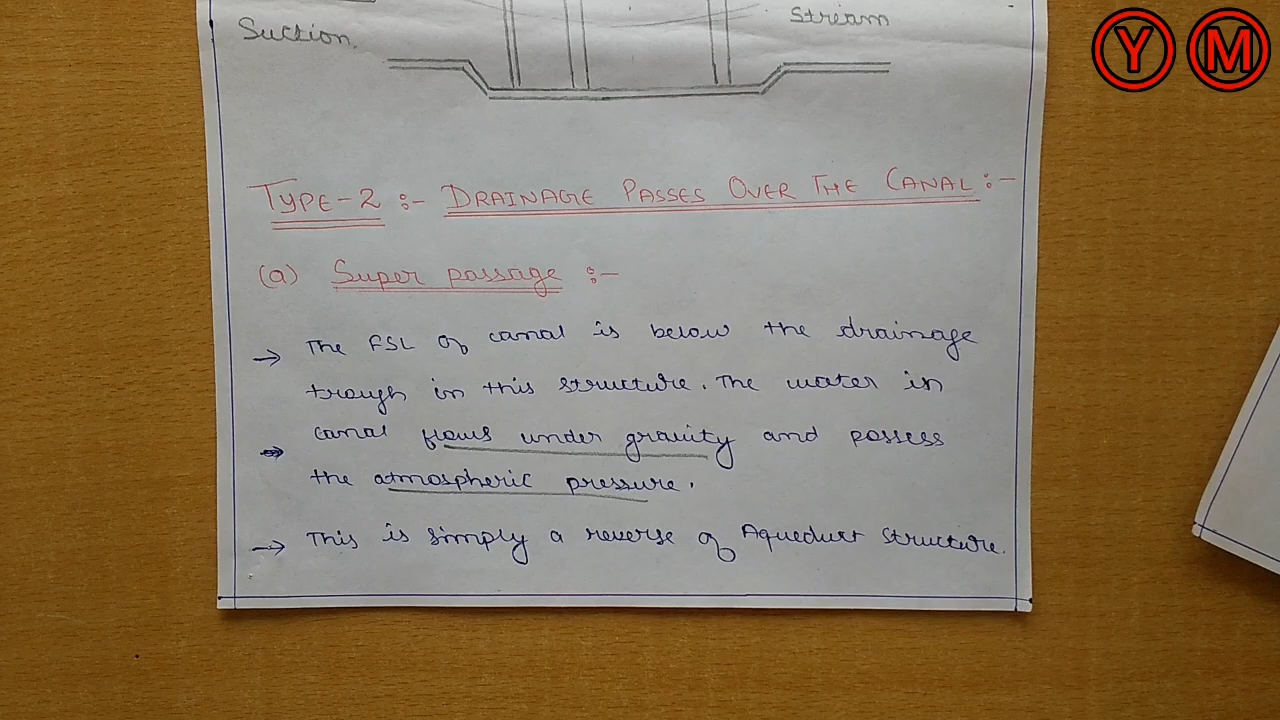 Suction.
Stream
Y M
TYPE-2 :- DRAINAGE PASSES OVER THE CANAL :-
(a) Super passage :-
→ The FSL of canal is below the drainage
trough in this structure. The water in
→ canal flows under gravity and possess
the atmospheric pressure.
→ This is simply a reverse of Aqueduct structure.